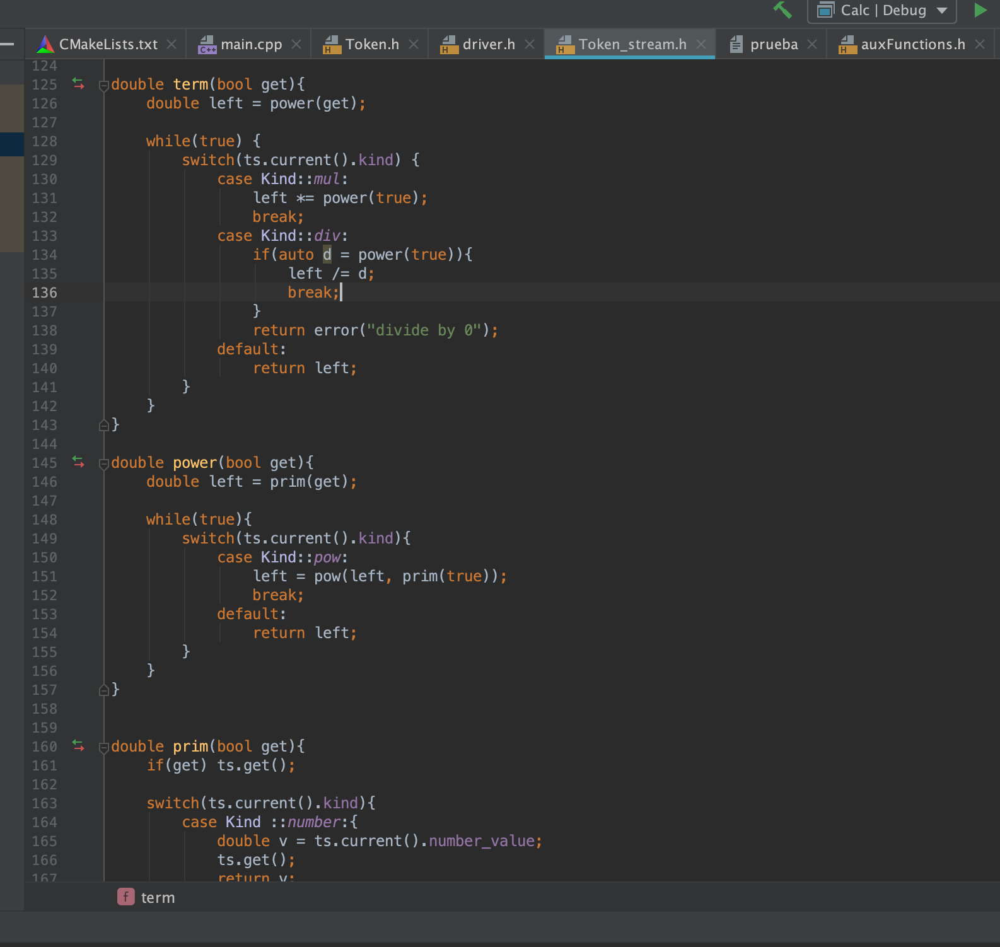 Calc | Debug
CMakeLists.txt main.cpp Token.h driver.h Token_stream.h prueba auxFunctions.h
124
125 double term(bool get){
126     double left = power(get);
127
128     while(true) {
129         switch(ts.current().kind) {
130             case Kind::mul:
131                 left *= power(true);
132                 break;
133             case Kind::div:
134                 if(auto d = power(true)){
135                     left /= d;
136                     break;
137                 }
138                 return error("divide by 0");
139             default:
140                 return left;
141         }
142     }
143 }
144
145 double power(bool get){
146     double left = prim(get);
147
148     while(true){
149         switch(ts.current().kind){
150             case Kind::pow:
151                 left = pow(left, prim(true));
152                 break;
153             default:
154                 return left;
155         }
156     }
157 }
158
159
160 double prim(bool get){
161     if(get) ts.get();
162
163     switch(ts.current().kind){
164         case Kind ::number:{
165             double v = ts.current().number_value;
166             ts.get();
167             return v;
f term